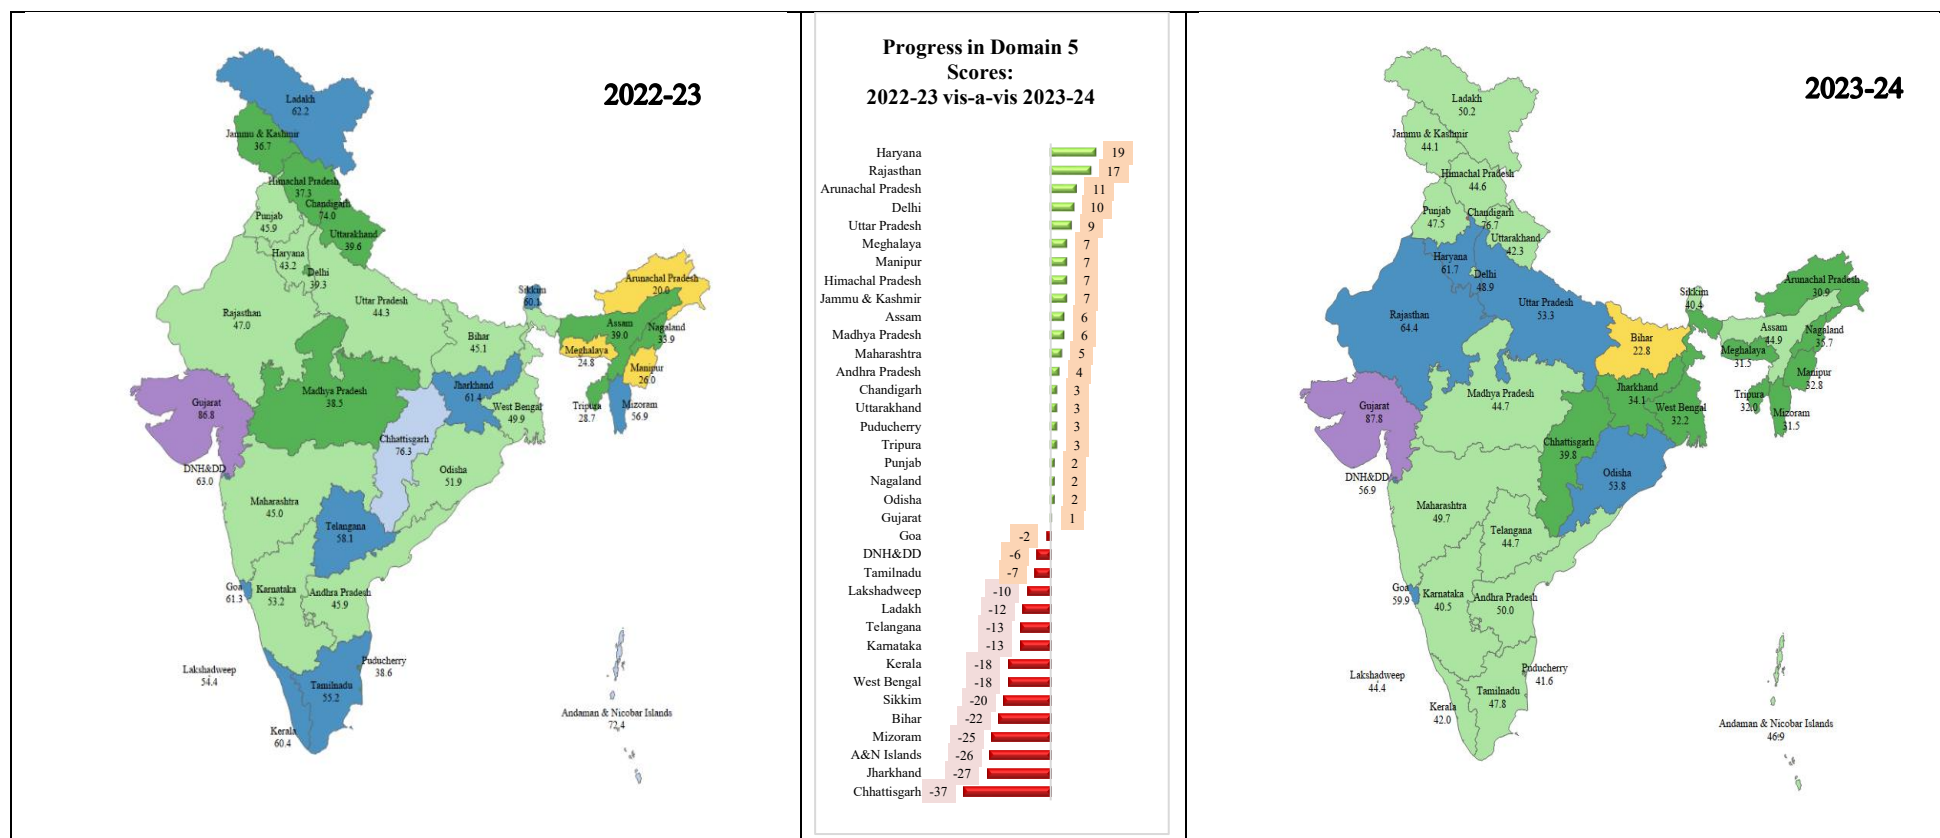 2022-23
Ladakh
62.2
Jammu & Kashmir
36.7
Himachal Pradesh
37.3
Chandigarh
74.0
Punjab
45.9
Uttarakhand
39.6
Haryana
43.2
Delhi
39.3
Uttar Pradesh
44.3
Rajasthan
47.0
Sikkim
60.1
Arunachal Pradesh
20.0
Assam
39.0
Nagaland
33.9
Bihar
45.1
Meghalaya
24.8
Manipur
26.0
Madhya Pradesh
38.5
Jharkhand
61.4
Gujarat
86.8
West Bengal
49.9
Tripura
28.7
Mizoram
56.9
Chhattisgarh
76.3
DNH&DD
63.0
Odisha
51.9
Maharashtra
45.0
Telangana
58.1
Goa
61.3
Karnataka
53.2
Andhra Pradesh
45.9
Lakshadweep
54.4
Puducherry
38.6
Tamilnadu
55.2
Andaman & Nicobar Islands
72.4
Kerala
60.4
Progress in Domain 5
Scores:
2022-23 vis-a-vis 2023-24
Haryana 19
Rajasthan 17
Arunachal Pradesh 11
Delhi 10
Uttar Pradesh 9
Meghalaya 7
Manipur 7
Himachal Pradesh 7
Jammu & Kashmir 7
Assam 6
Madhya Pradesh 6
Maharashtra 5
Andhra Pradesh 4
Chandigarh 3
Uttarakhand 3
Puducherry 3
Tripura 3
Punjab 2
Nagaland 2
Odisha 2
Gujarat 1
Goa -2
DNH&DD -6
Tamilnadu -7
Lakshadweep -10
Ladakh -12
Telangana -13
Karnataka -13
Kerala -18
West Bengal -18
Sikkim -20
Bihar -22
Mizoram -25
A&N Islands -26
Jharkhand -27
Chhattisgarh -37
2023-24
Ladakh
50.2
Jammu & Kashmir
44.1
Himachal Pradesh
44.6
Punjab
47.5
Chandigarh
76.7
Uttarakhand
42.3
Haryana
61.7
Delhi
48.9
Uttar Pradesh
53.3
Rajasthan
64.4
Sikkim
40.4
Arunachal Pradesh
30.9
Assam
44.9
Nagaland
35.7
Bihar
22.8
Meghalaya
31.5
Manipur
32.8
Madhya Pradesh
44.7
Jharkhand
34.1
Gujarat
87.8
West Bengal
32.2
Tripura
32.0
Mizoram
31.5
Chhattisgarh
39.8
DNH&DD
56.9
Odisha
53.8
Maharashtra
49.7
Telangana
44.7
Goa
59.9
Karnataka
40.5
Andhra Pradesh
50.0
Lakshadweep
44.4
Puducherry
41.6
Tamilnadu
47.8
Kerala
42.0
Andaman & Nicobar Islands
46.9